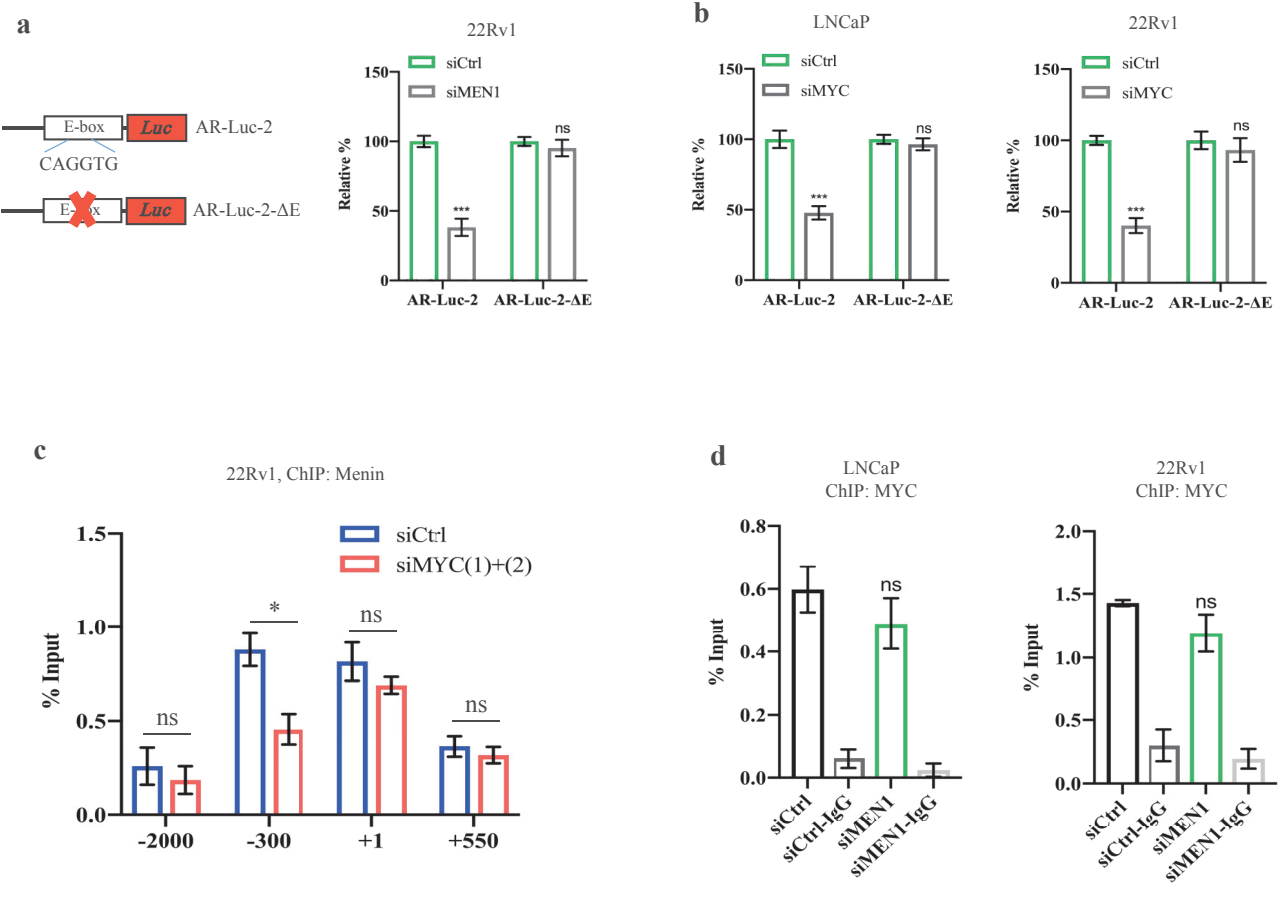 a
E-box
Luc
AR-Luc-2
CAGGTG
Luc
AR-Luc-2-ΔE
22Rv1
siCtrl
siMEN1
Relative %
150
100
50
0
***
ns
AR-Luc-2
AR-Luc-2-ΔE
b
LNCaP
siCtrl
siMYC
Relative %
150
100
50
0
***
ns
AR-Luc-2
AR-Luc-2-ΔE
22Rv1
siCtrl
siMYC
Relative %
150
100
50
0
***
ns
AR-Luc-2
AR-Luc-2-ΔE
c
22Rv1, ChIP: Menin
siCtrl
siMYC(1)+(2)
% Input
1.5
1.0
0.5
0.0
ns
*
ns
ns
-2000
-300
+1
+550
d
LNCaP
ChIP: MYC
% Input
0.8
0.6
0.4
0.2
0.0
ns
siCtrl
siCtrl-IgG
siMEN1
siMEN1-IgG
22Rv1
ChIP: MYC
% Input
2.0
1.5
1.0
0.5
0.0
ns
siCtrl
siCtrl-IgG
siMEN1
siMEN1-IgG